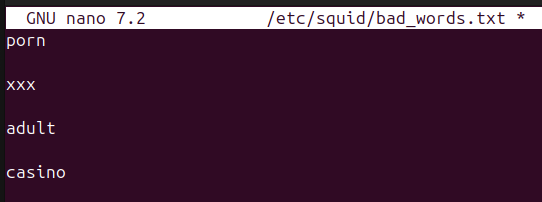 GNU nano 7.2 /etc/squid/bad_words.txt *
porn
xxx
adult
casino